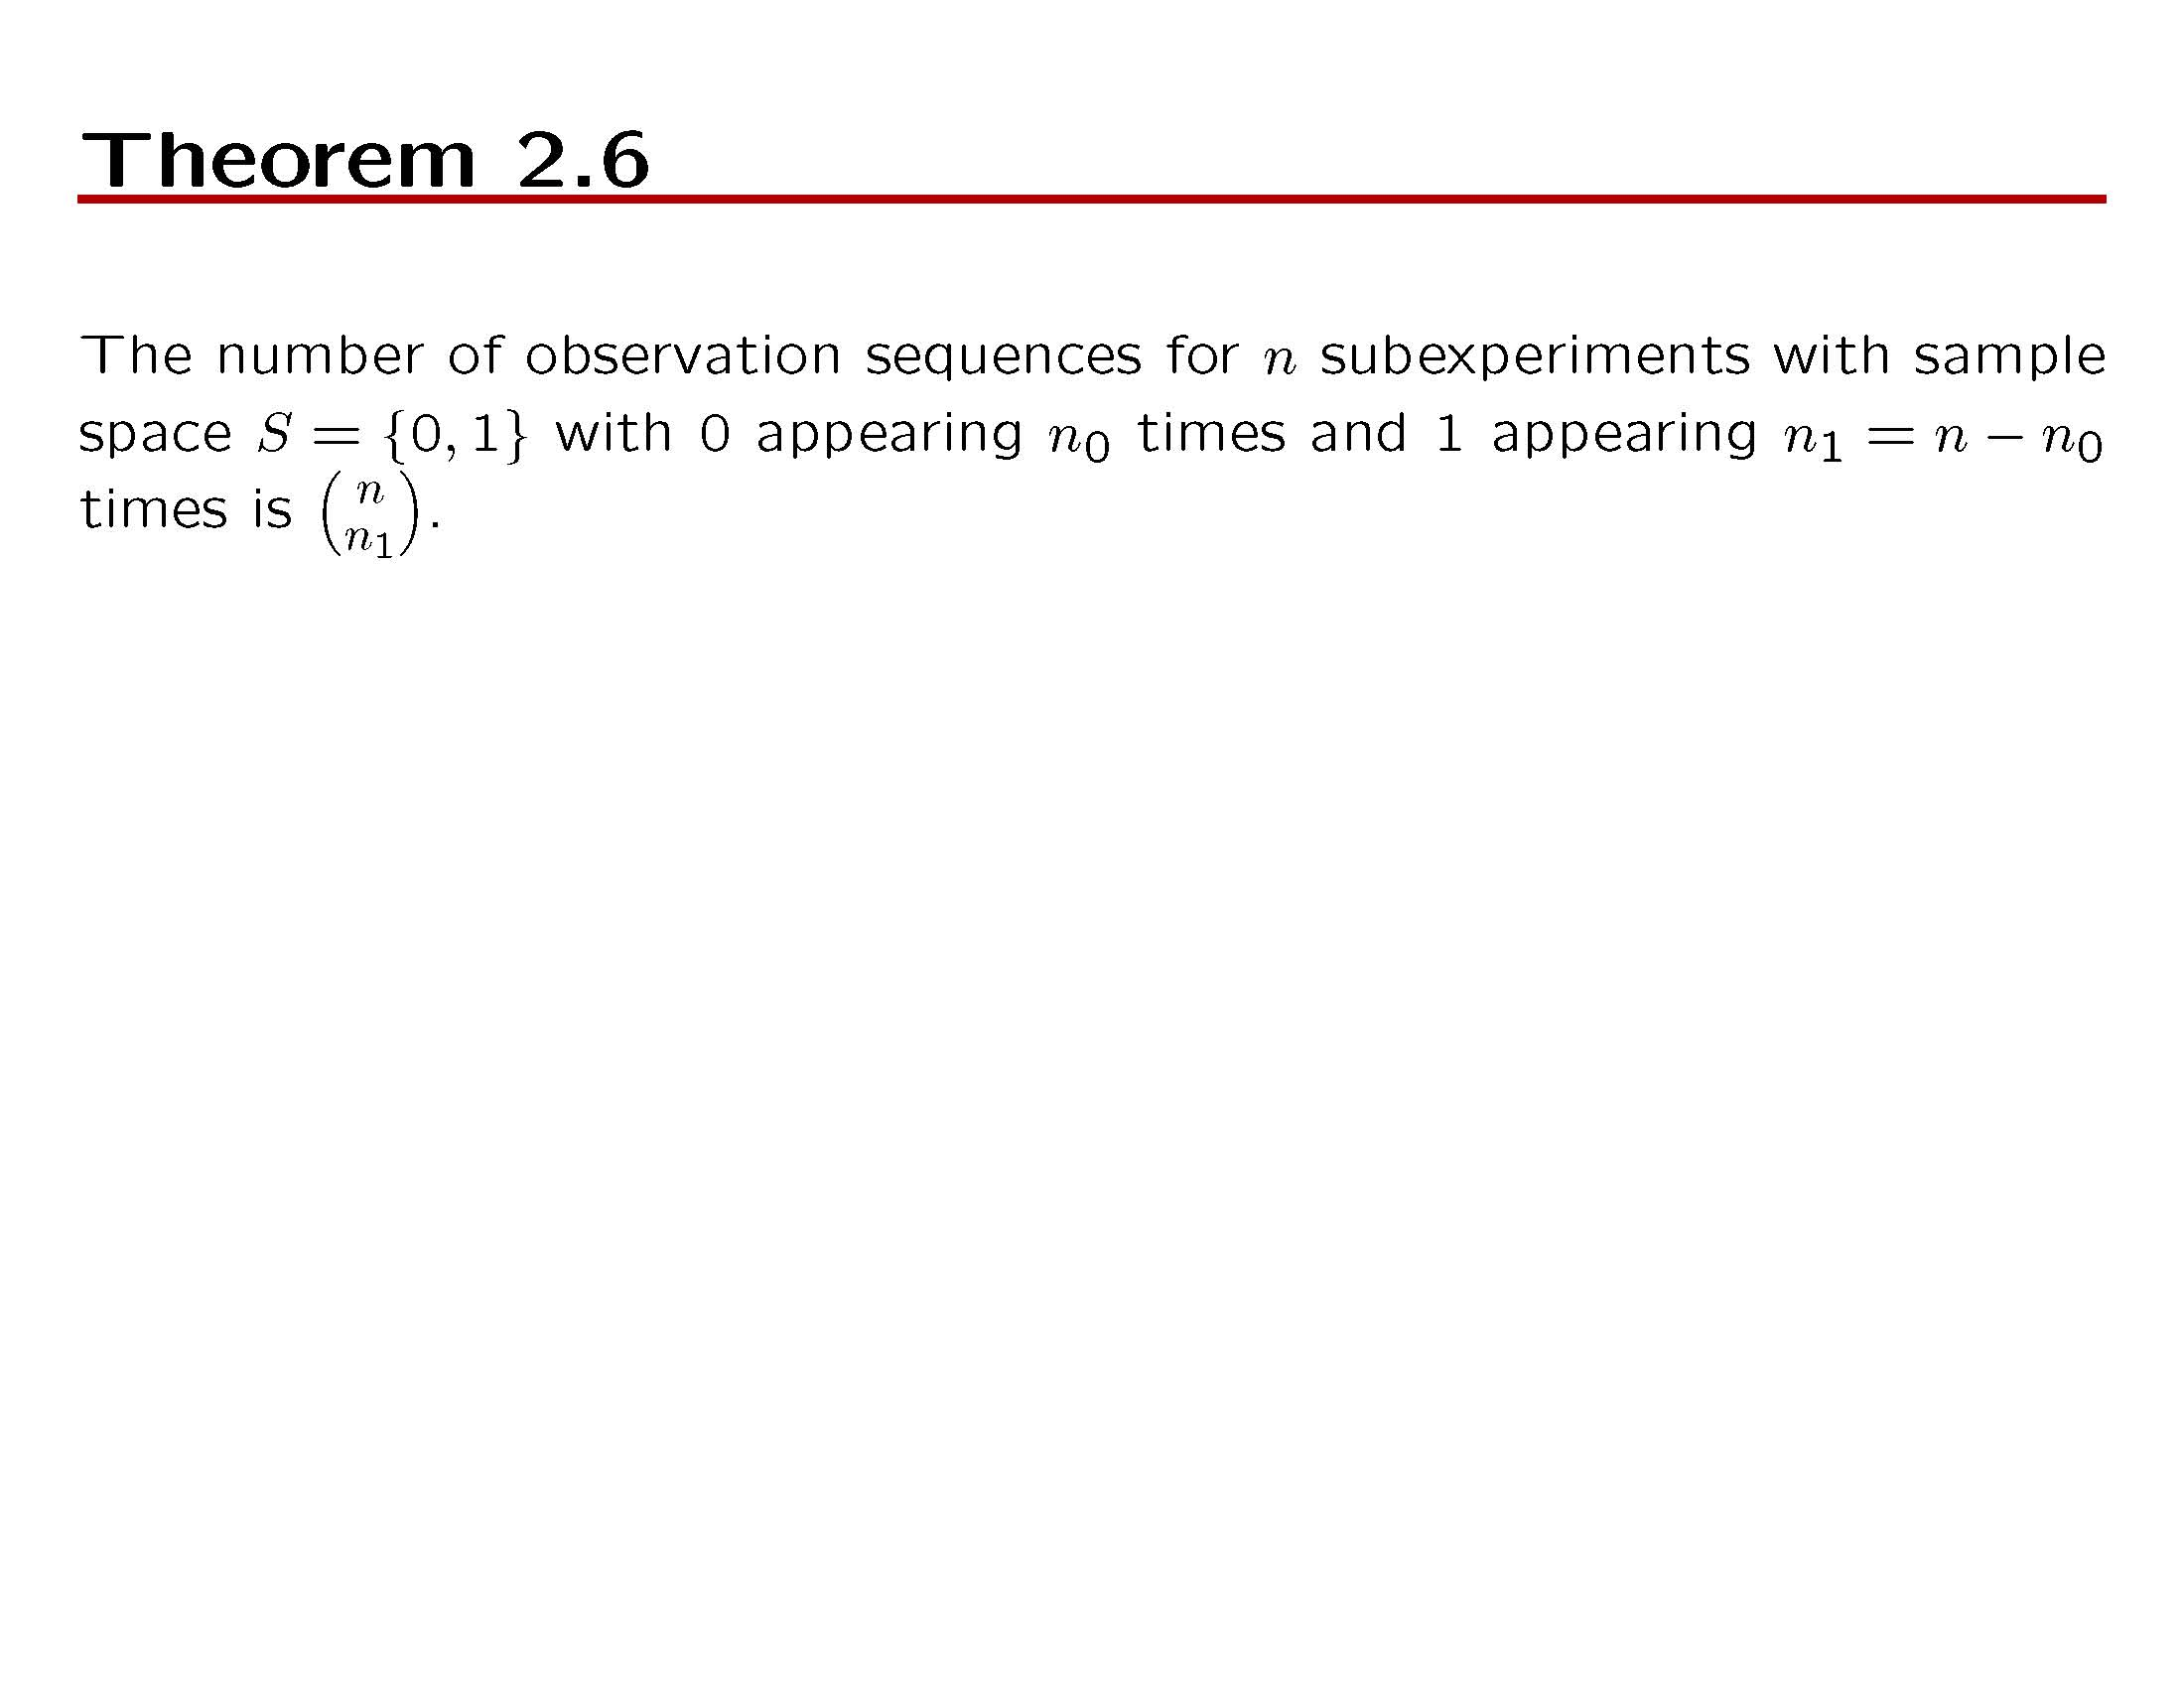 Theorem 2.6
The number of observation sequences for n subexperiments with sample
space S = {0, 1} with 0 appearing n₀ times and 1 appearing n₁ = n − n₀
times is (n n₁).